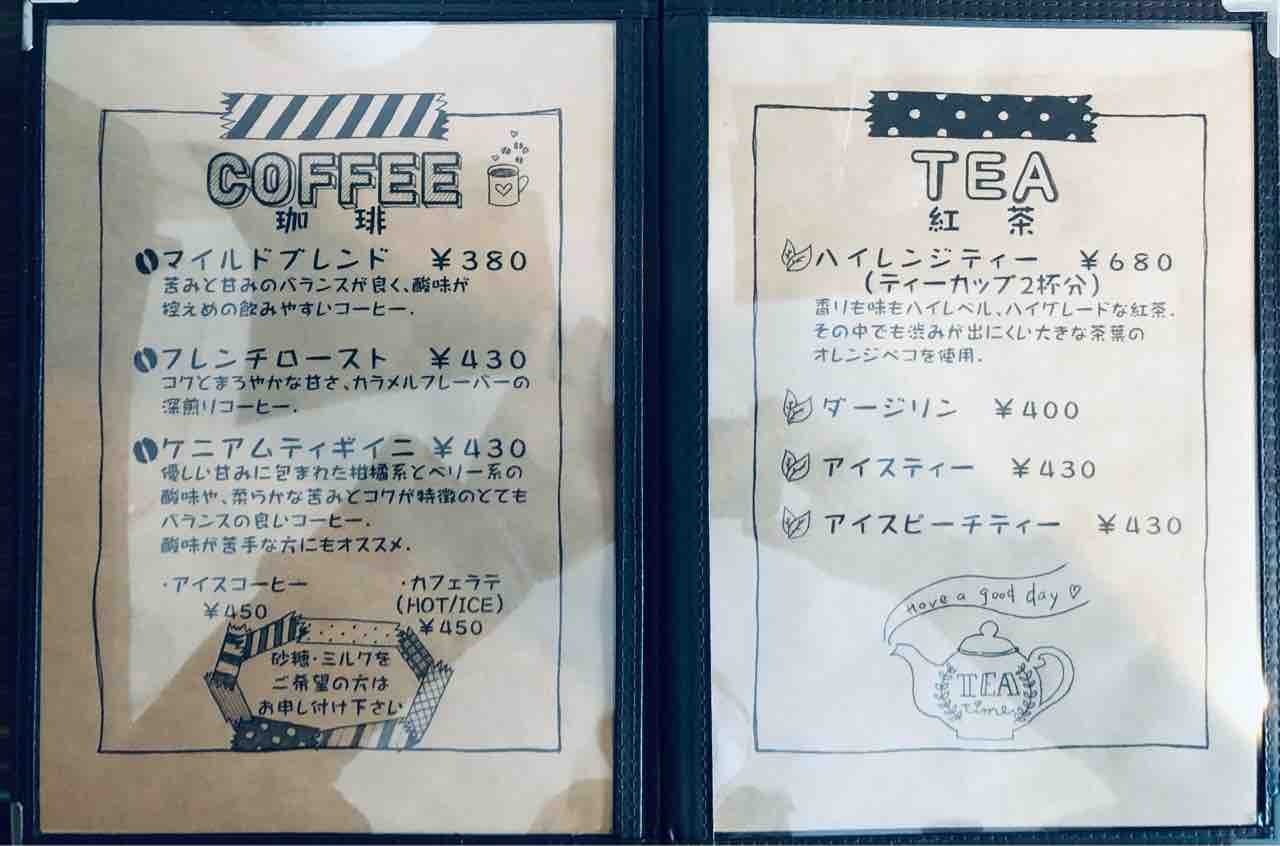 COFFEE
珈 琲
マイルドブレンド ¥380
苦みと甘みのバランスが良く、酸味が
控えめの飲みやすいコーヒー.
フレンチロースト ¥430
コクとまろやかな甘さ、カラメルフレーバーの
深煎りコーヒー.
ケニアムティギイニ ¥430
優しい甘みに包まれた柑橘系とベリー系の
酸味や、柔らかな苦みとコクが特徴のとても
バランスの良いコーヒー.
酸味が苦手な方にもオススメ.
・アイスコーヒー
¥450
・カフェラテ
(HOT/ICE)
¥450
砂糖・ミルクを
ご希望の方は
お申し付け下さい
TEA
紅 茶
ハイレンジティー ¥680
(ティーカップ2杯分)
香りも味もハイレベル、ハイグレードな紅茶.
その中でも渋みが出にくい大きな茶葉の
オレンジペコを使用.
ダージリン ¥400
アイスティー ¥430
アイスピーチティー ¥430
have a good day ♡
TEA
time